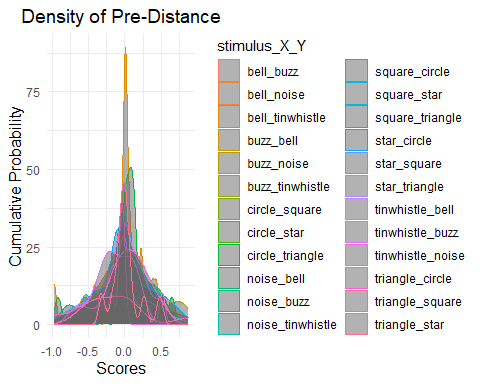 Density of Pre-Distance
Cumulative Probability
75
50
25
0
-1.0
-0.5
0.0
0.5
Scores
stimulus_X_Y
bell_buzz
bell_noise
bell_tinwhistle
buzz_bell
buzz_noise
buzz_tinwhistle
circle_square
circle_star
circle_triangle
noise_bell
noise_buzz
noise_tinwhistle
square_circle
square_star
square_triangle
star_circle
star_square
star_triangle
tinwhistle_bell
tinwhistle_buzz
tinwhistle_noise
triangle_circle
triangle_square
triangle_star